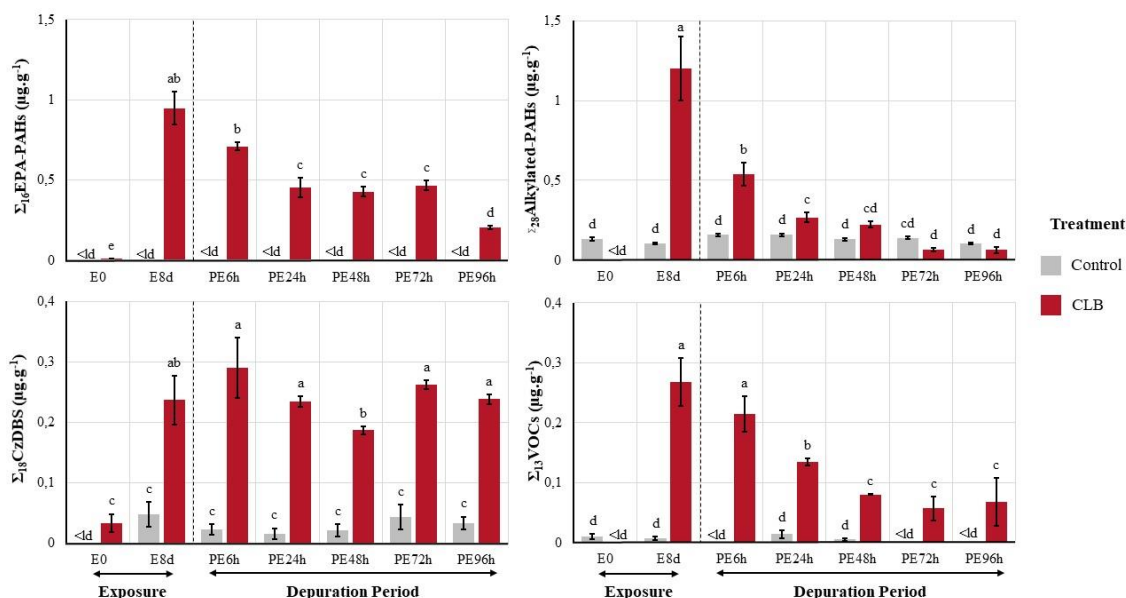 Σ16EPA-PAHs (µg.g-1)
1,5
1
0,5
0
<ld
e
<ld
ab
<ld
b
<ld
c
<ld
c
<ld
c
<ld
d
E0 E8d PE6h PE24h PE48h PE72h PE96h
Σ28Alkylated-PAHs (µg.g-1)
1,5
1
0,5
0
d
<ld
d
a
d
b
d
c
d
cd
d
d
d
d
E0 E8d PE6h PE24h PE48h PE72h PE96h
Treatment
Control
CLB
Σ18CzDBS (µg.g-1)
0,4
0,3
0,2
0,1
0
<ld
c
c
ab
c
a
c
a
c
b
c
a
c
a
E0 E8d PE6h PE24h PE48h PE72h PE96h
Exposure Depuration Period
Σ13VOCs (µg.g-1)
0,4
0,3
0,2
0,1
0
d
<ld
d
a
<ld
a
d
b
d
c
<ld
c
<ld
c
E0 E8d PE6h PE24h PE48h PE72h PE96h
Exposure Depuration Period